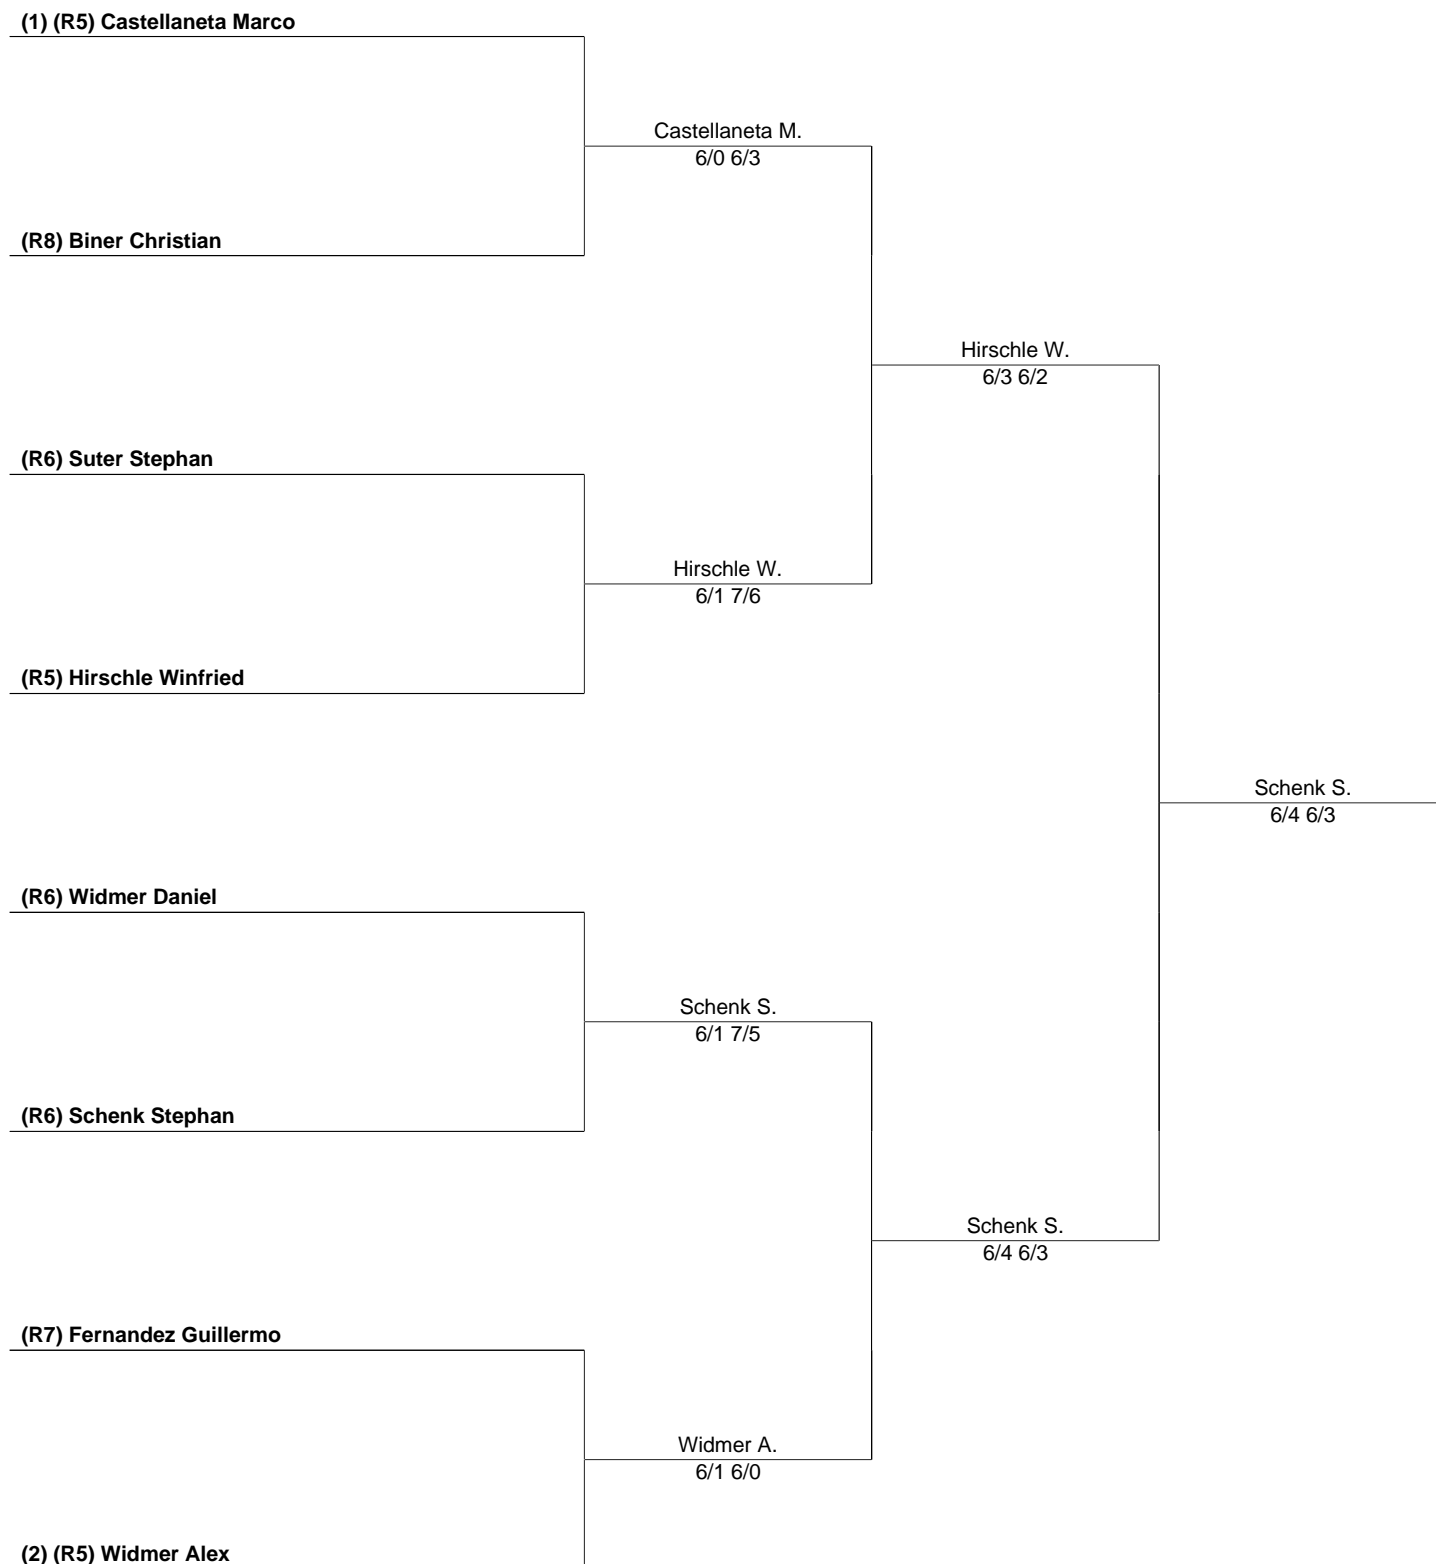 (1) (R5) Castellaneta Marco
Castellaneta M.
6/0 6/3
(R8) Biner Christian
Hirschle W.
6/3 6/2
(R6) Suter Stephan
Hirschle W.
6/1 7/6
(R5) Hirschle Winfried
Schenk S.
6/4 6/3
(R6) Widmer Daniel
Schenk S.
6/1 7/5
(R6) Schenk Stephan
Schenk S.
6/4 6/3
(R7) Fernandez Guillermo
Widmer A.
6/1 6/0
(2) (R5) Widmer Alex